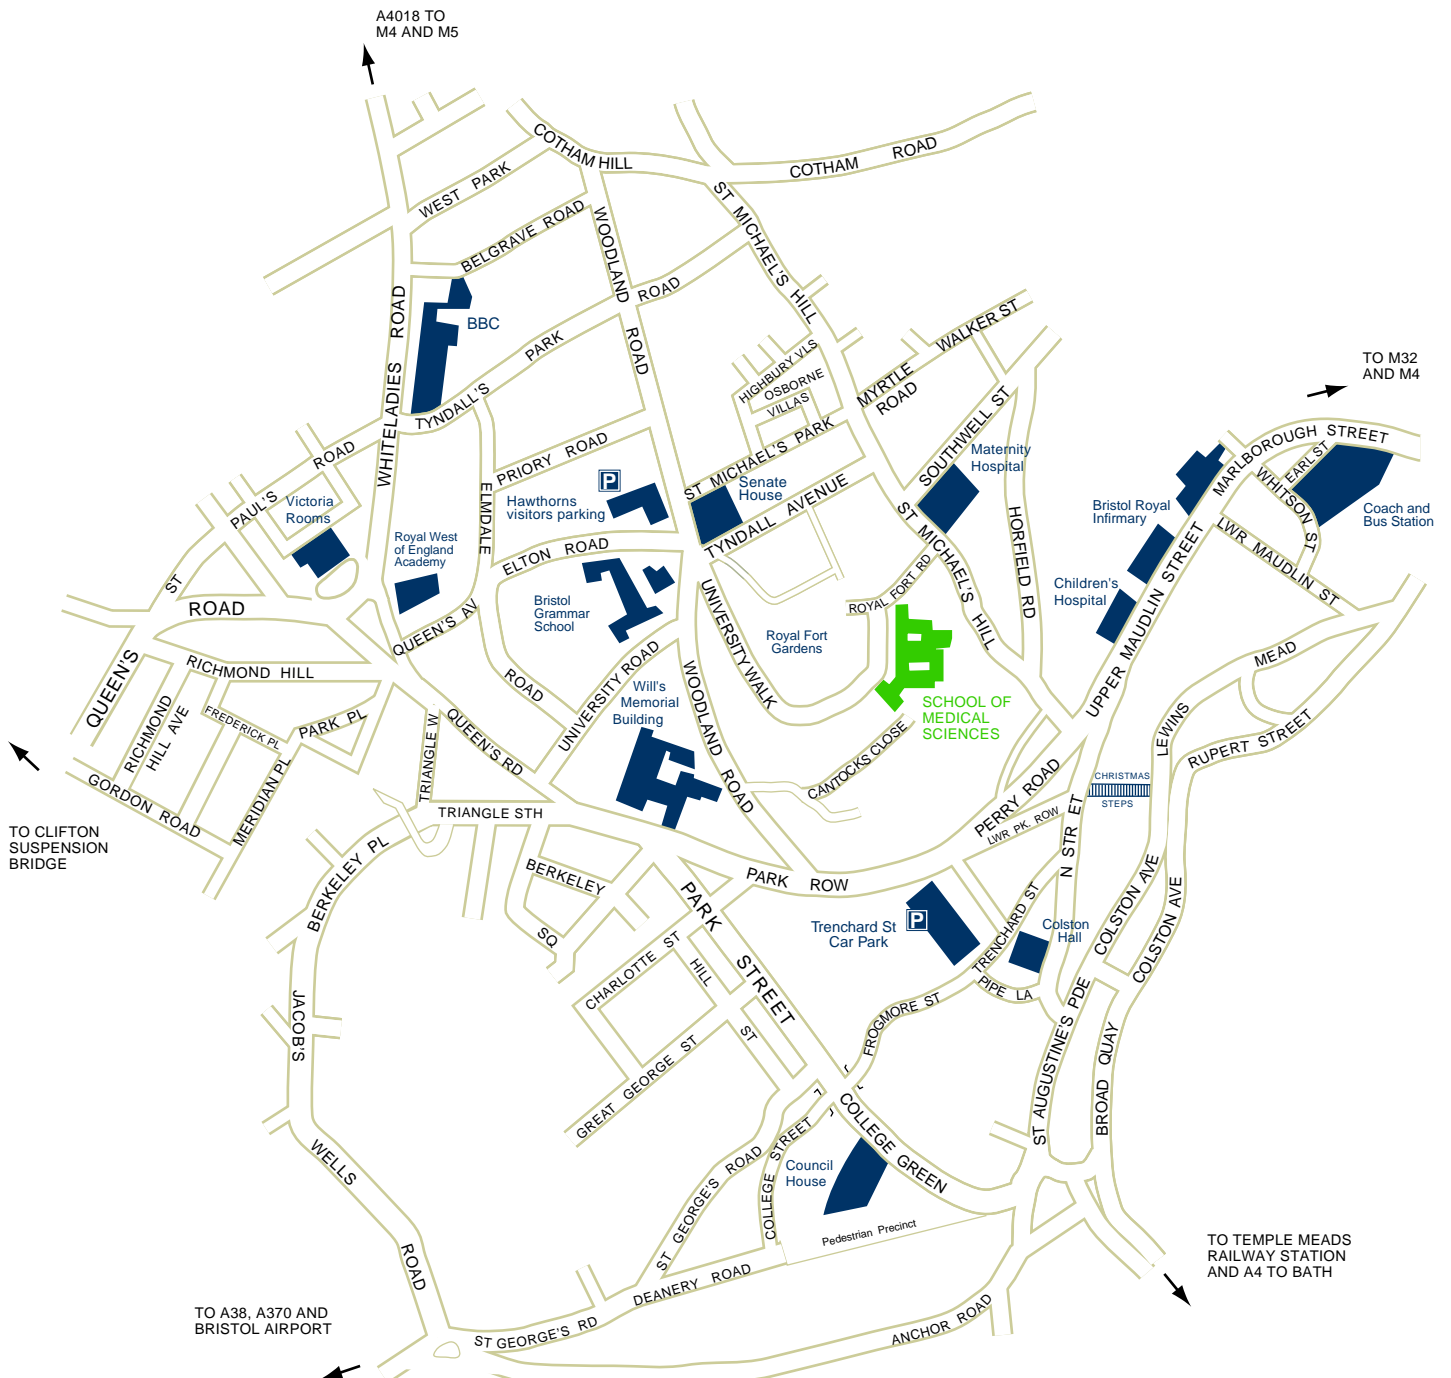 A4018 TO
M4 AND M5
COTHAM HILL
COTHAM ROAD
WEST PARK
ST MICHAEL'S HILL
BELGRAVE ROAD
WOODLAND ROAD
WHITELADIES ROAD
BBC
TYNDALL'S PARK ROAD
HIGHBURY VLS
OSBORNE
VILLAS
MYRTLE
ROAD
WALKER ST
TO M32
AND M4
SOUTHWELL ST
Maternity
Hospital
MARLBOROUGH STREET
EARL ST
WHITSON ST
Coach and
Bus Station
LWR MAUDLIN ST
Bristol Royal
Infirmary
Children's
Hospital
UPPER MAUDLIN STREET
HORFIELD RD
ST MICHAEL'S HILL
ST MICHAEL'S PARK
PRIORY ROAD
P
Hawthorns
visitors parking
Senate
House
TYNDALL AVENUE
ELMDALE
ROAD
PAUL'S
ROAD
ST
Victoria
Rooms
Royal West
of England
Academy
ELTON ROAD
Bristol
Grammar
School
QUEEN'S AV
UNIVERSITY ROAD
UNIVERSITY WALK
Royal Fort
Gardens
ROYAL FORT RD
SCHOOL OF
MEDICAL
SCIENCES
CANTOCKS CLOSE
Will's
Memorial
Building
WOODLAND ROAD
QUEEN'S
ROAD
RICHMOND HILL
RICHMOND
HILL AVE
FREDERICK PL
PARK PL
MERIDIAN PL
GORDON ROAD
TO CLIFTON
SUSPENSION
BRIDGE
TRIANGLE W
QUEEN'S RD
TRIANGLE STH
BERKELEY PL
BERKELEY
SQ
PARK ROW
PERRY ROAD
LWR PK. ROW
CHRISTMAS
STEPS
LEWINS
MEAD
RUPERT STREET
N STR ET
COLSTON AVE
COLSTON AVE
Trenchard St
Car Park
P
TRENCHARD ST
Colston
Hall
PIPE LA
FROGMORE ST
PARK STREET
CHARLOTTE ST
HILL
ST
GREAT GEORGE ST
JACOB'S
WELLS
ROAD
ST AUGUSTINE'S PDE
BROAD QUAY
COLLEGE GREEN
COLLEGE STREET
ST GEORGE'S ROAD
Council
House
Pedestrian Precinct
DEANERY ROAD
ST GEORGE'S RD
ANCHOR ROAD
TO TEMPLE MEADS
RAILWAY STATION
AND A4 TO BATH
TO A38, A370 AND
BRISTOL AIRPORT